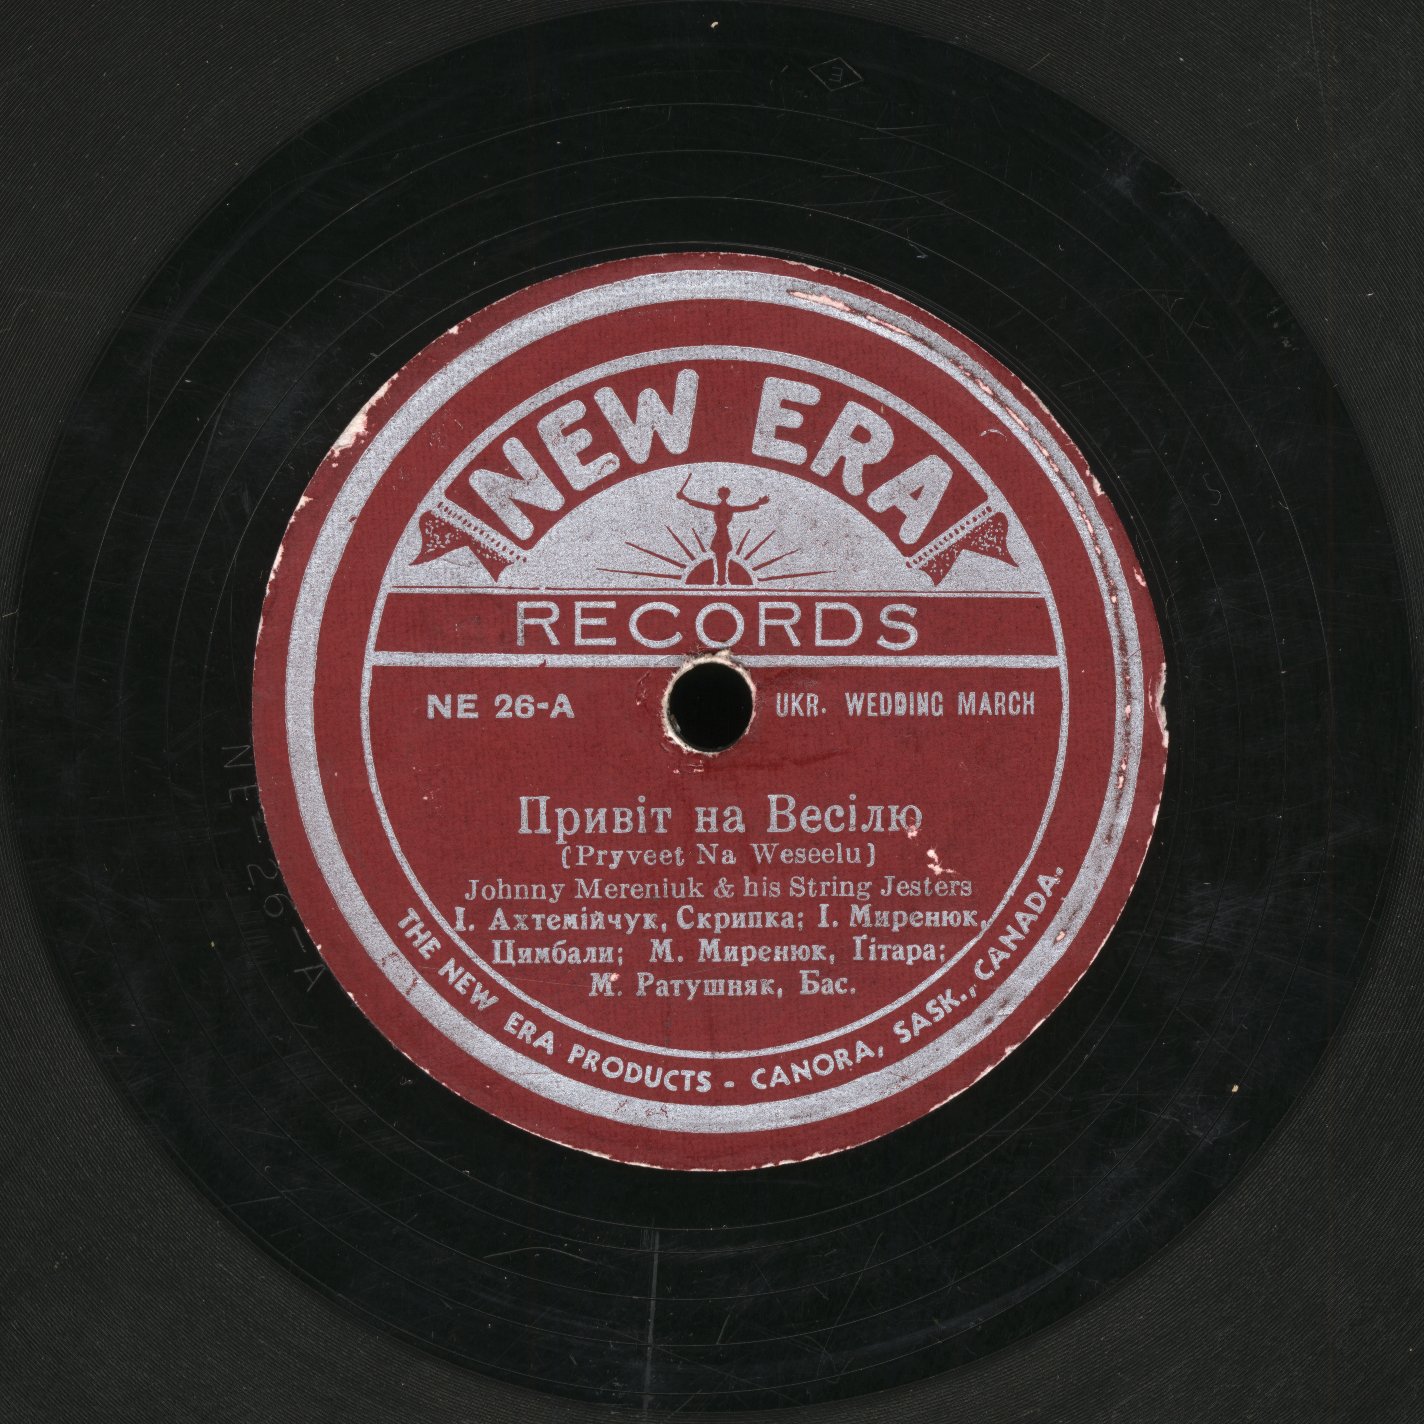 NEW ERA
RECORDS
NE 26-A
UKR. WEDDING MARCH
Привіт на Весілю
(Pryveet Na Weseelu)
Johnny Mereniuk & his String Jesters
І. Ахтемійчук, Скрипка; І. Миренюк,
Цимбали; М. Миренюк, Ґітара;
М. Ратушняк, Бас.
THE NEW ERA PRODUCTS - CANORA, SASK., CANADA.
NE 26-A
E